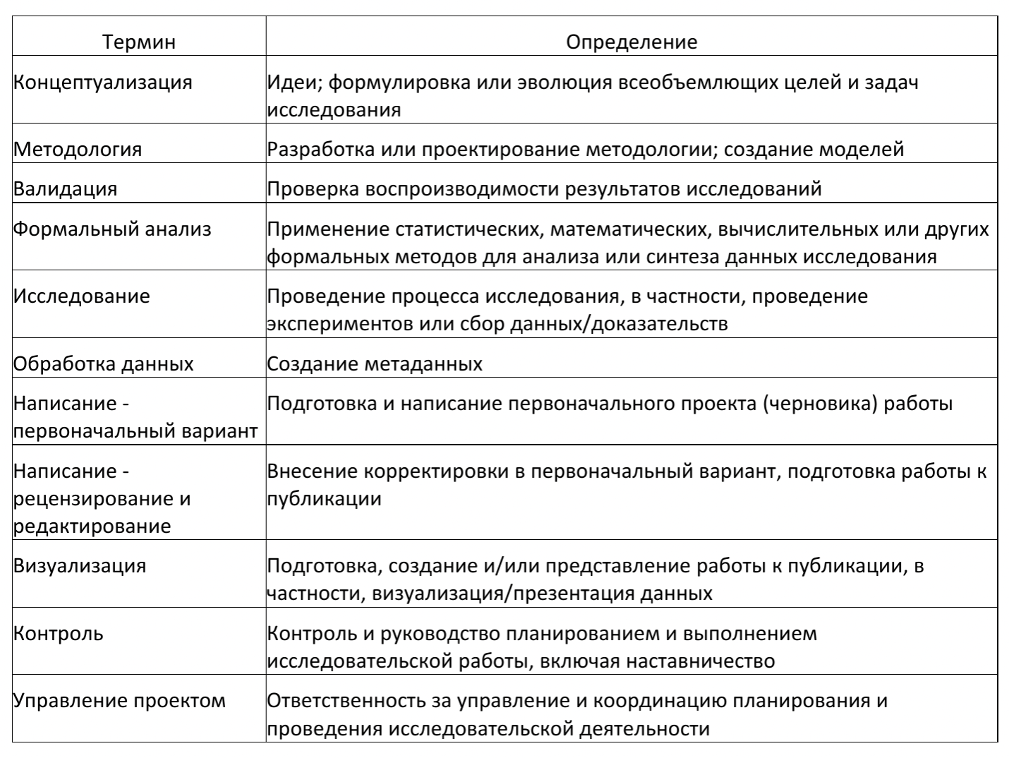 Термин
Определение
Концептуализация
Идеи; формулировка или эволюция всеобъемлющих целей и задач
исследования
Методология
Разработка или проектирование методологии; создание моделей
Валидация
Проверка воспроизводимости результатов исследований
Формальный анализ
Применение статистических, математических, вычислительных или других
формальных методов для анализа или синтеза данных исследования
Исследование
Проведение процесса исследования, в частности, проведение
экспериментов или сбор данных/доказательств
Обработка данных
Создание метаданных
Написание -
первоначальный вариант
Подготовка и написание первоначального проекта (черновика) работы
Написание -
рецензирование и
редактирование
Внесение корректировки в первоначальный вариант, подготовка работы к
публикации
Визуализация
Подготовка, создание и/или представление работы к публикации, в
частности, визуализация/презентация данных
Контроль
Контроль и руководство планированием и выполнением
исследовательской работы, включая наставничество
Управление проектом
Ответственность за управление и координацию планирования и
проведения исследовательской деятельности